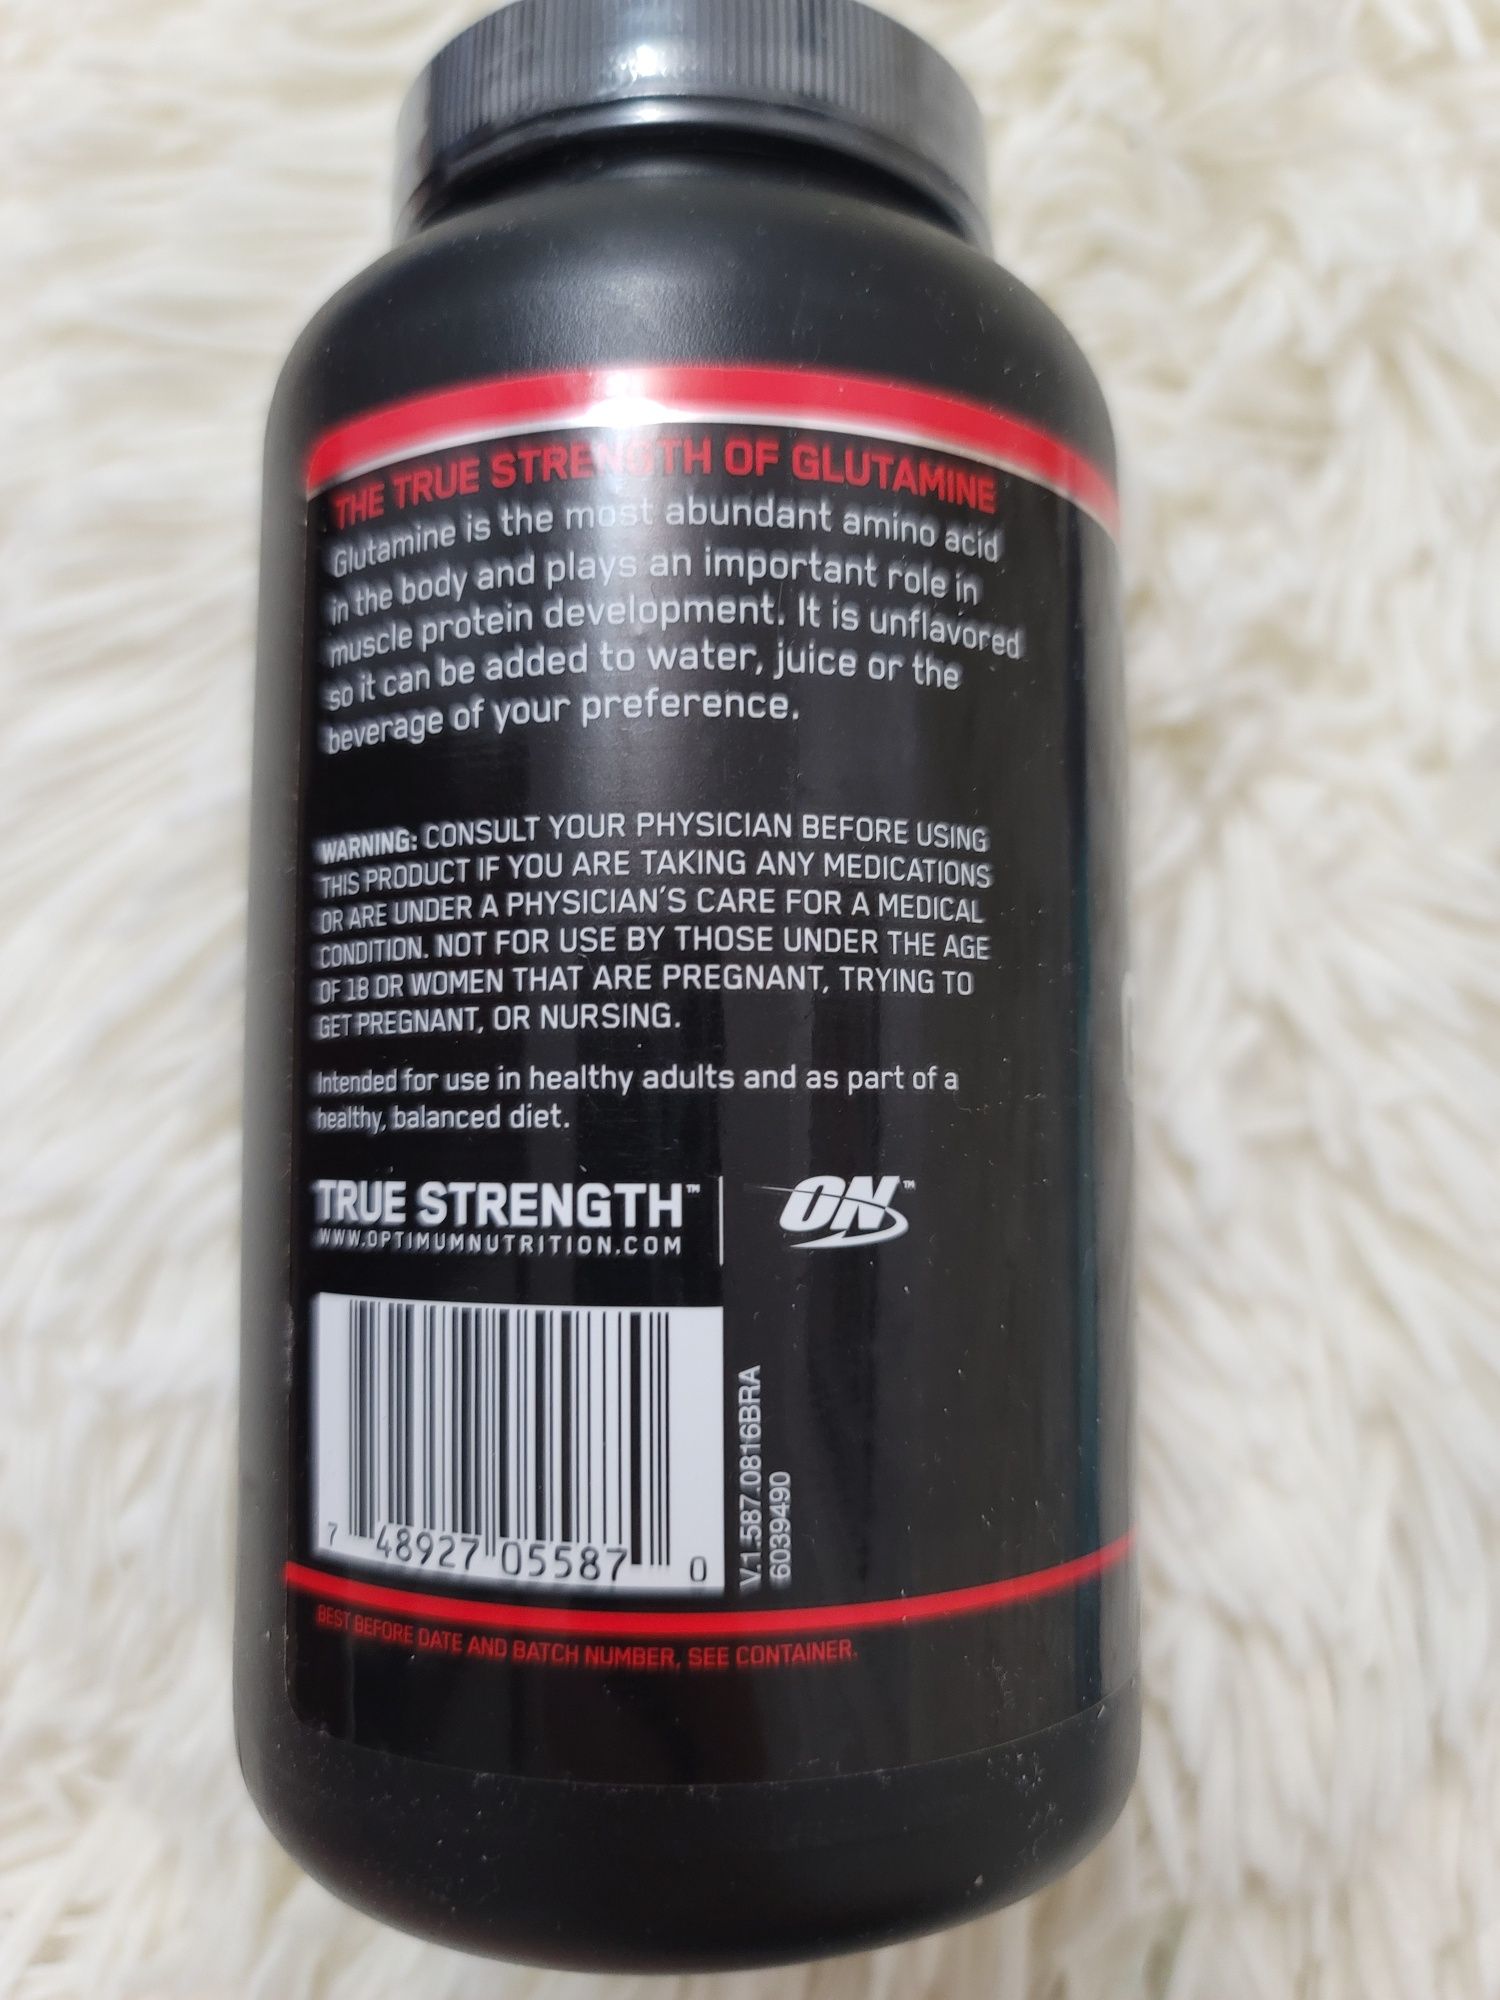 THE TRUE STRENGTH OF GLUTAMINE
Glutamine is the most abundant amino acid
in the body and plays an important role in
muscle protein development. It is unflavored
so it can be added to water, juice or the
beverage of your preference.
WARNING: CONSULT YOUR PHYSICIAN BEFORE USING
THIS PRODUCT IF YOU ARE TAKING ANY MEDICATIONS
OR ARE UNDER A PHYSICIAN'S CARE FOR A MEDICAL
CONDITION. NOT FOR USE BY THOSE UNDER THE AGE
OF 18 OR WOMEN THAT ARE PREGNANT, TRYING TO
GET PREGNANT, OR NURSING.
Intended for use in healthy adults and as part of a
healthy, balanced diet.
TRUE STRENGTH™
WWW.OPTIMUMNUTRITION.COM
ON™
7 48927 05587 0
V.1.587.0816BRA
6039490
BEST BEFORE DATE AND BATCH NUMBER, SEE CONTAINER.